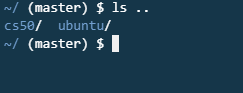 ~/ (master) $ ls ..
cs50/  ubuntu/
~/ (master) $